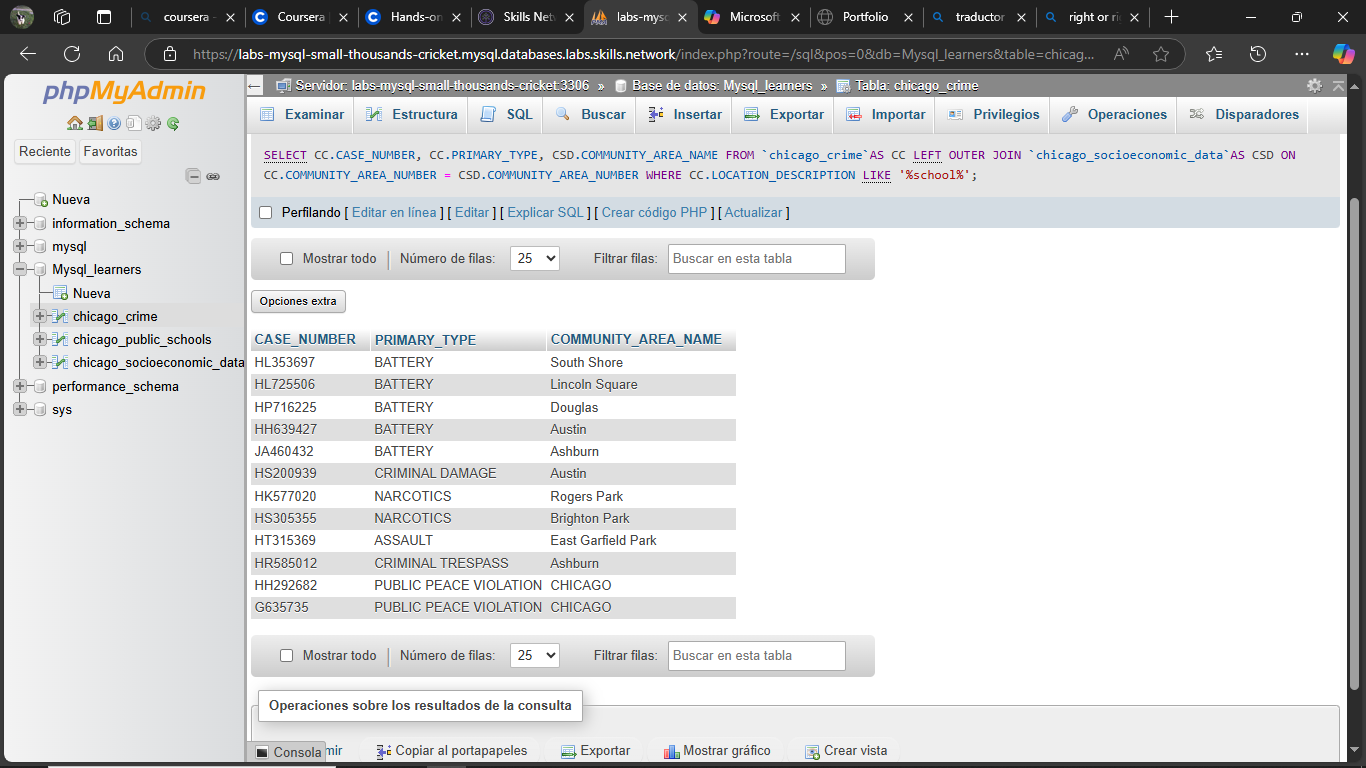 coursera -
Coursera
Hands-on
Skills Netw
labs-mysq
Microsoft
Portfolio
traductor
right or ri
https://labs-mysql-small-thousands-cricket.mysql.databases.labs.skills.network/index.php?route=/sql&pos=0&db=Mysql_learners&table=chicag...
phpMyAdmin
Reciente
Favoritas
Nueva
information_schema
mysql
Mysql_learners
Nueva
chicago_crime
chicago_public_schools
chicago_socioeconomic_data
performance_schema
sys
Servidor: labs-mysql-small-thousands-cricket:3306 » Base de datos: Mysql_learners » Tabla: chicago_crime
Examinar Estructura SQL Buscar Insertar Exportar Importar Privilegios Operaciones Disparadores
SELECT CC.CASE_NUMBER, CC.PRIMARY_TYPE, CSD.COMMUNITY_AREA_NAME FROM `chicago_crime`AS CC LEFT OUTER JOIN `chicago_socioeconomic_data`AS CSD ON
CC.COMMUNITY_AREA_NUMBER = CSD.COMMUNITY_AREA_NUMBER WHERE CC.LOCATION_DESCRIPTION LIKE '%school%';
Perfilando [ Editar en línea ] [ Editar ] [ Explicar SQL ] [ Crear código PHP ] [ Actualizar ]
Mostrar todo | Número de filas: 25 Filtrar filas: Buscar en esta tabla
Opciones extra
CASE_NUMBER PRIMARY_TYPE COMMUNITY_AREA_NAME
HL353697 BATTERY South Shore
HL725506 BATTERY Lincoln Square
HP716225 BATTERY Douglas
HH639427 BATTERY Austin
JA460432 BATTERY Ashburn
HS200939 CRIMINAL DAMAGE Austin
HK577020 NARCOTICS Rogers Park
HS305355 NARCOTICS Brighton Park
HT315369 ASSAULT East Garfield Park
HR585012 CRIMINAL TRESPASS Ashburn
HH292682 PUBLIC PEACE VIOLATION CHICAGO
G635735 PUBLIC PEACE VIOLATION CHICAGO
Mostrar todo | Número de filas: 25 Filtrar filas: Buscar en esta tabla
Operaciones sobre los resultados de la consulta
Consola mir Copiar al portapapeles Exportar Mostrar gráfico Crear vista